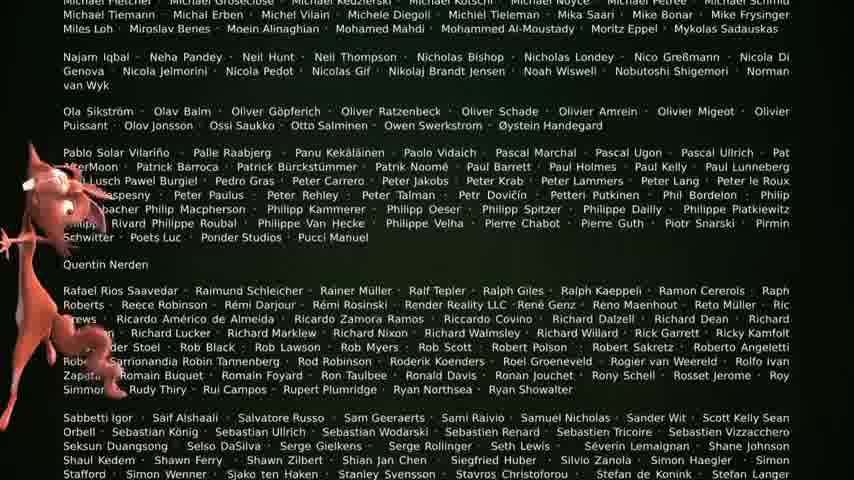 Michael Fletcher · Michael Groseclose · Michael Kedzierski · Michael Kotschi · Michael Noyce · Michael Petree · Michael Schmid
Michael Tiemann · Michal Erben · Michel Vilain · Michele Diegoli · Michiel Tieleman · Mika Saari · Mike Bonar · Mike Frysinger
Miles Loh · Miroslav Benes · Moein Alinaghian · Mohamed Mahdi · Mohammed Al-Moustady · Moritz Eppel · Mykolas Sadauskas
Najam Iqbal · Neha Pandey · Neil Hunt · Neil Thompson · Nicholas Bishop · Nicholas Londey · Nico Greßmann · Nicola Di
Genova · Nicola Jelmorini · Nicola Pedot · Nicolas Gif · Nikolaj Brandt Jensen · Noah Wiswell · Nobutoshi Shigemori · Norman
van Wyk
Ola Sikström · Olav Balm · Oliver Göpferich · Oliver Ratzenbeck · Oliver Schade · Olivier Amrein · Olivier Migeot · Olivier
Puissant · Olov Jonsson · Ossi Saukko · Otto Salminen · Owen Swerkstrom · Øystein Handegard
Pablo Solar Vilariño · Palle Raabjerg · Panu Kekäläinen · Paolo Vidaich · Pascal Marchal · Pascal Ugon · Pascal Ullrich · Pat
AfterMoon · Patrick Barroca · Patrick Bürckstümmer · Patrik Noomé · Paul Barrett · Paul Holmes · Paul Kelly · Paul Lunneberg
Lusch Pawel Burgiel · Pedro Gras · Peter Carrero · Peter Jakobs · Peter Krab · Peter Lammers · Peter Lang · Peter le Roux
Peter Paulus · Peter Rehley · Peter Talman · Petr Dovičín · Petteri Putkinen · Phil Bordelon · Philip
Philip Macpherson · Philipp Kammerer · Philipp Oeser · Philipp Spitzer · Philippe Dailly · Philippe Piatkiewitz
Rivard Philippe Roubal · Philippe Van Hecke · Philippe Velha · Pierre Chabot · Pierre Guth · Piotr Snarski · Pirmin
Schwitter · Poets Luc · Ponder Studios · Pucci Manuel
Quentin Nerden
Rafael Rios Saavedar · Raimund Schleicher · Rainer Müller · Ralf Tepler · Ralph Giles · Ralph Kaeppeli · Ramon Cererols · Raph
Roberts · Reece Robinson · Rémi Darjour · Rémi Rosinski · Render Reality LLC · René Genz · Reno Maenhout · Reto Müller · Ric
Ricardo Américo de Almeida · Ricardo Zamora Ramos · Riccardo Covino · Richard Dalzell · Richard Dean · Richard
Richard Lucker · Richard Marklew · Richard Nixon · Richard Walmsley · Richard Willard · Rick Garrett · Ricky Kamfolt
der Stoel · Rob Black · Rob Lawson · Rob Myers · Rob Scott · Robert Polson · Robert Sakretz · Roberto Angeletti
Sarrionandia Robin Tannenberg · Rod Robinson · Roderik Koenders · Roel Groeneveld · Rogier van Weereld · Rolfo Ivan
Romain Buquet · Romain Foyard · Ron Taulbee · Ronald Davis · Ronan Jouchet · Rony Schell · Rosset Jerome · Roy
Simmons · Rudy Thiry · Rui Campos · Rupert Plumridge · Ryan Northsea · Ryan Showalter
Sabbetti Igor · Saif Alshaali · Salvatore Russo · Sam Geeraerts · Sami Raivio · Samuel Nicholas · Sander Wit · Scott Kelly Sean
Orbell · Sebastian König · Sebastian Ullrich · Sebastian Wodarski · Sebastien Renard · Sebastien Tricoire · Sebastien Vizzacchero
Seksun Duangsong · Selso DaSilva · Serge Gielkens · Serge Rollinger · Seth Lewis · Séverin Lemaignan · Shane Johnson
Shaul Kedem · Shawn Ferry · Shawn Zilbert · Shian Jan Chen · Siegfried Huber · Silvio Zanola · Simon Haegler · Simon
Stafford · Simon Wenner · Sjako ten Haken · Stanley Svensson · Stavros Christoforou · Stefan de Konink · Stefan Langer